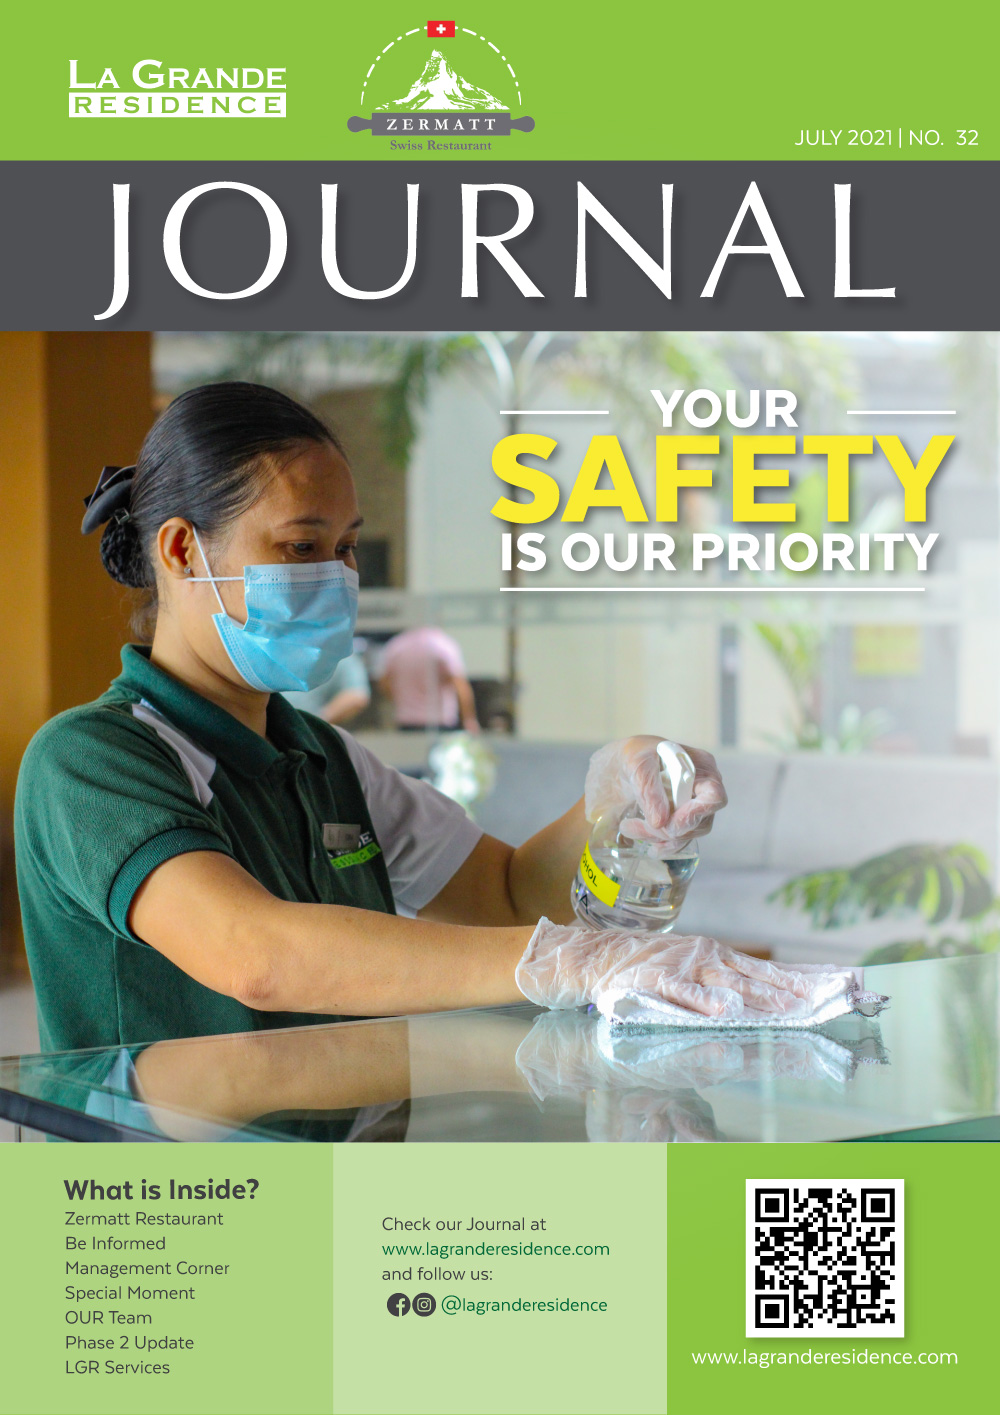 LA GRANDE
RESIDENCE
ZERMATT
Swiss Restaurant
JULY 2021 | NO. 32
JOURNAL
YOUR
SAFETY
IS OUR PRIORITY
What is Inside?
Zermatt Restaurant
Be Informed
Management Corner
Special Moment
OUR Team
Phase 2 Update
LGR Services
Check our Journal at
www.lagranderesidence.com
and follow us:
@lagranderesidence
www.lagranderesidence.com